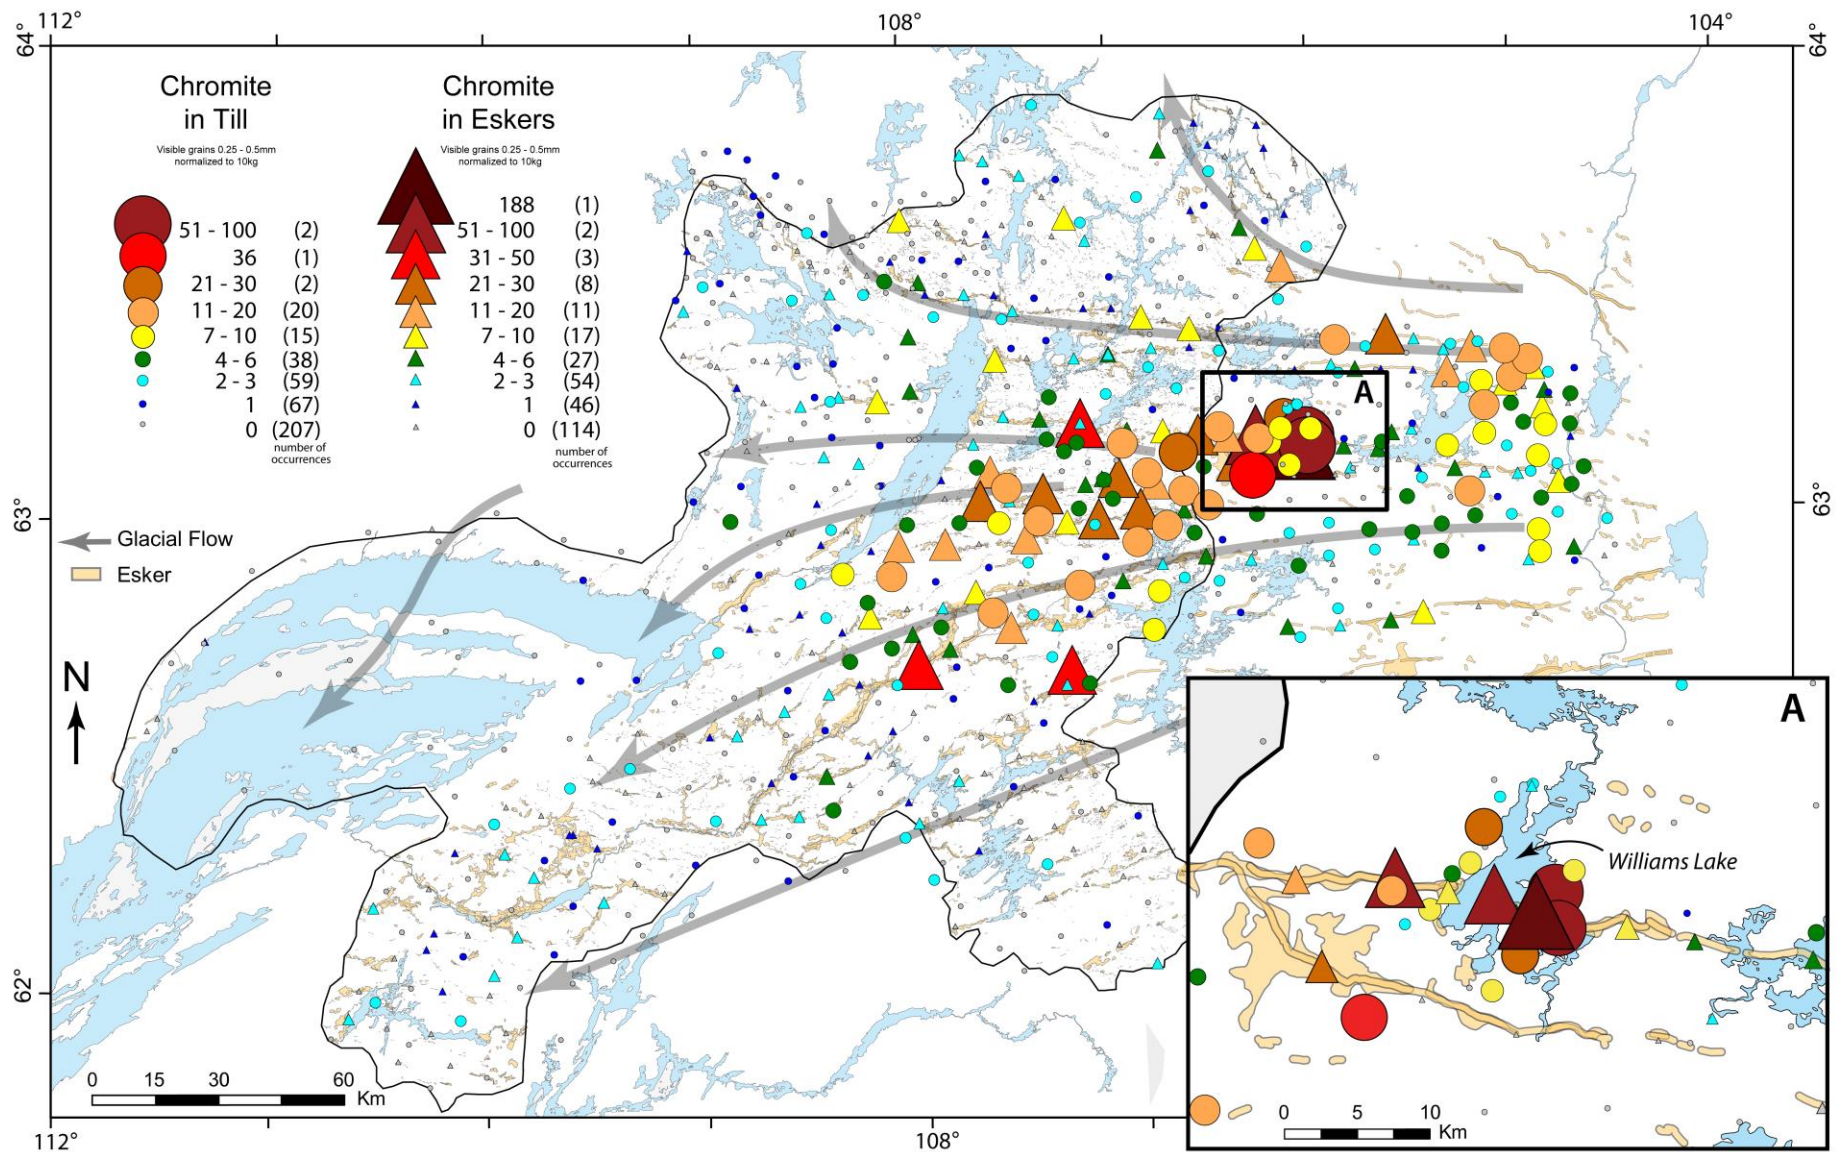 112°
108°
104°
64°
64°
Chromite
in Till
Visible grains 0.25 - 0.5mm
normalized to 10kg
51 - 100 (2)
36 (1)
21 - 30 (2)
11 - 20 (20)
7 - 10 (15)
4 - 6 (38)
2 - 3 (59)
1 (67)
0 (207)
number of
occurrences
Chromite
in Eskers
Visible grains 0.25 - 0.5mm
normalized to 10kg
188 (1)
51 - 100 (2)
31 - 50 (3)
21 - 30 (8)
11 - 20 (11)
7 - 10 (17)
4 - 6 (27)
2 - 3 (54)
1 (46)
0 (114)
number of
occurrences
A
63°
63°
Glacial Flow
Esker
N
A
Williams Lake
62°
0 15 30 60 Km
0 5 10 Km
112°
108°